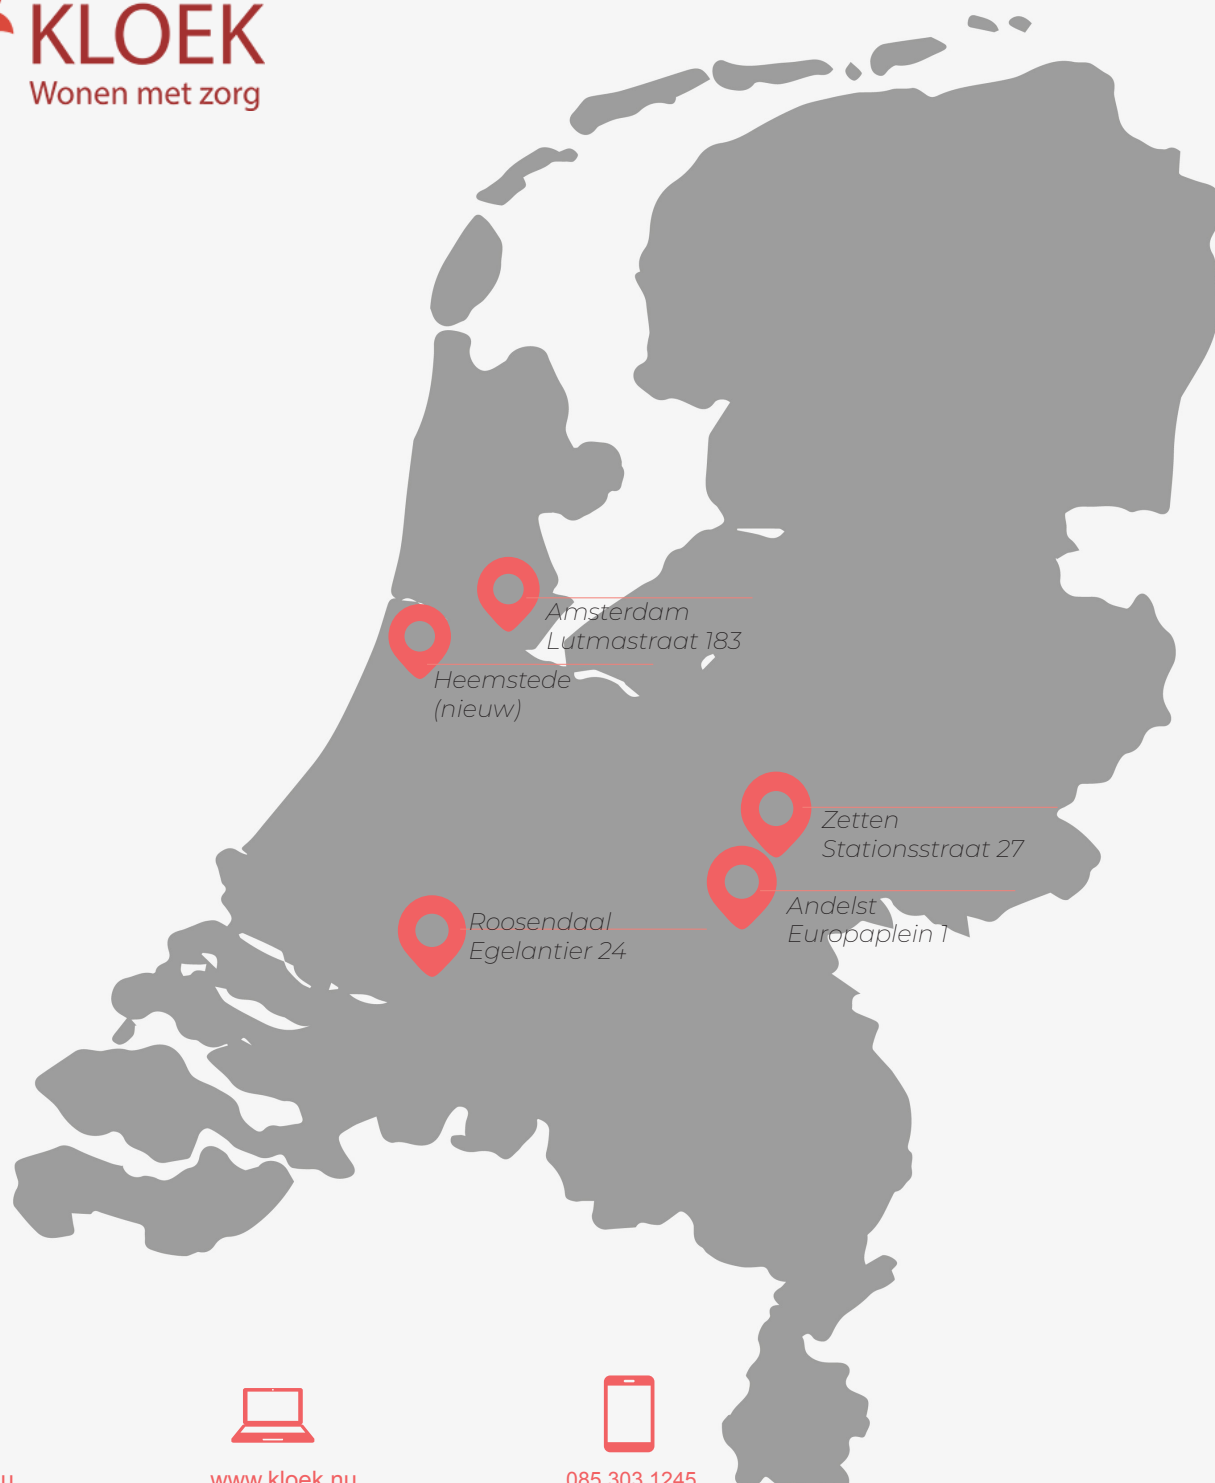 KLOEK
Wonen met zorg
Amsterdam
Lutmastraat 183
Heemstede
(nieuw)
Zetten
Stationsstraat 27
Andelst
Europaplein 1
Roosendaal
Egelantier 24
www.kloek.nu
085 303 1245